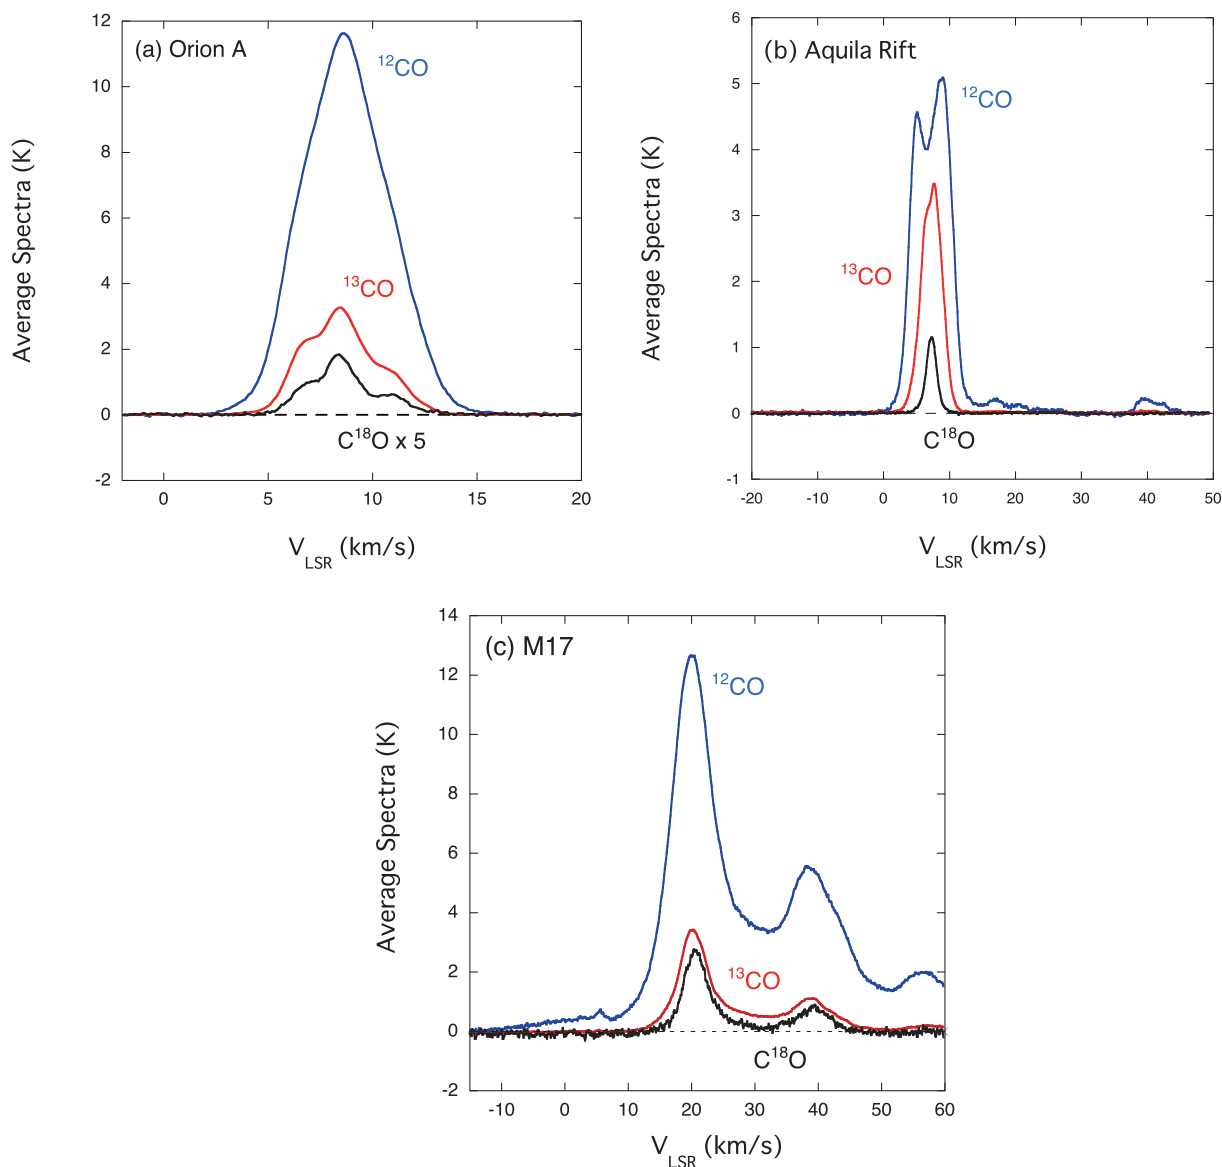 (a) Orion A
12
10
8
6
4
2
0
-2
0
5
10
15
20
Average Spectra (K)
V_LSR (km/s)
¹²CO
¹³CO
C¹⁸O x 5
(b) Aquila Rift
6
5
4
3
2
1
0
-1
-20
-10
0
10
20
30
40
50
Average Spectra (K)
V_LSR (km/s)
¹²CO
¹³CO
C¹⁸O
(c) M17
14
12
10
8
6
4
2
0
-2
-10
0
10
20
30
40
50
60
Average Spectra (K)
V_LSR (km/s)
¹²CO
¹³CO
C¹⁸O